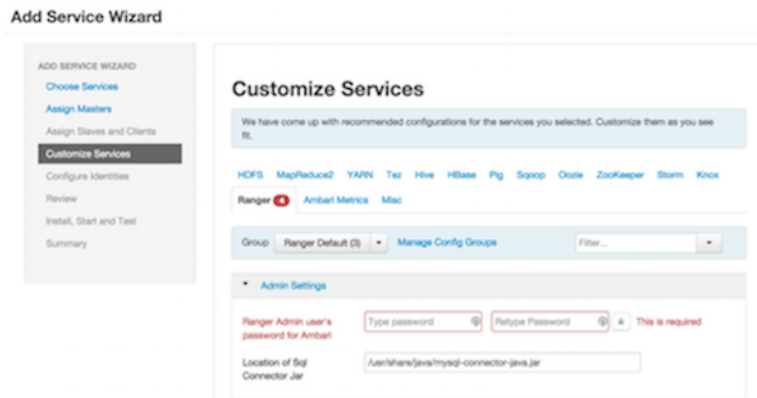 Add Service Wizard
ADD SERVICE WIZARD
Choose Services
Assign Masters
Assign Slaves and Clients
Customize Services
Configure Identities
Review
Install, Start and Test
Summary
Customize Services
We have come up with recommended configurations for the services you selected. Customize them as you see
fit.
HDFS MapReduce2 YARN Tez Hive HBase Pig Sqoop Oozie ZooKeeper Storm Knox
Ranger 4 Ambari Metrics Misc
Group Ranger Default (3) Manage Config Groups Filter...
Admin Settings
Ranger Admin user's
password for Ambari
Type password Retype Password This is required
Location of Sql
Connector Jar
/usr/share/java/mysql-connector-java.jar